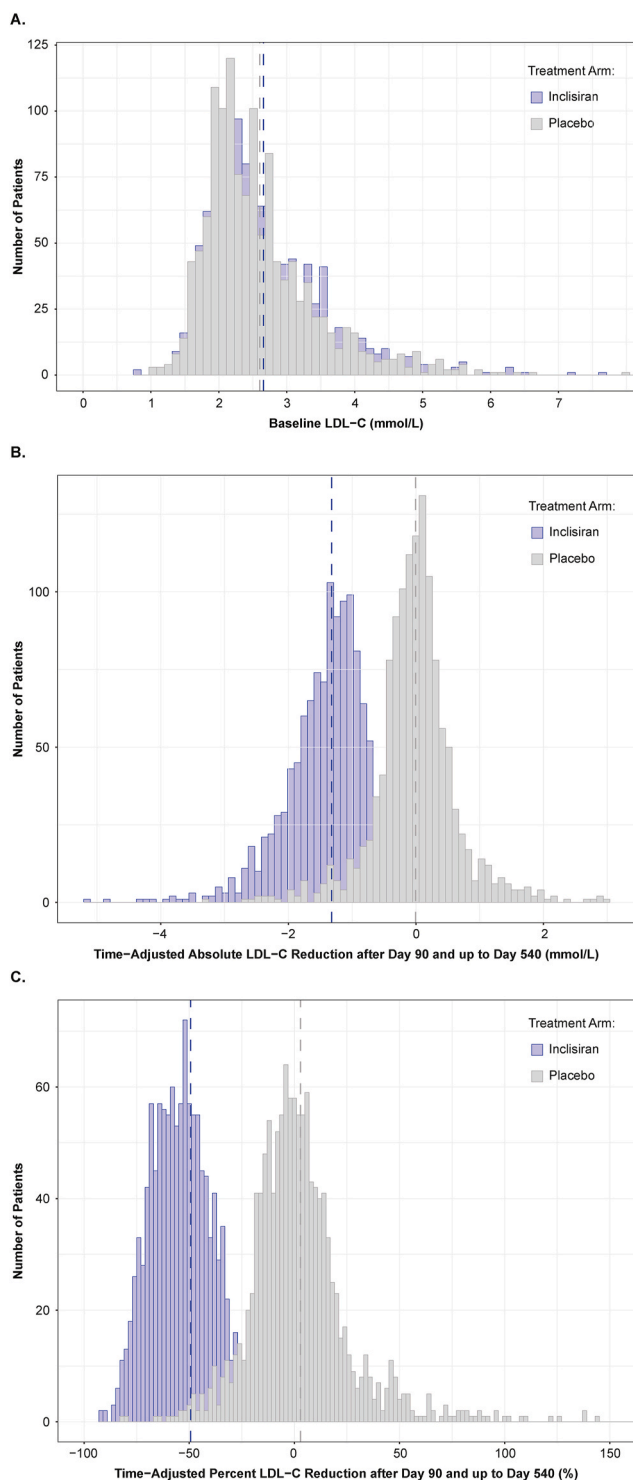 A.
125
100
75
50
25
0
Number of Patients
Treatment Arm:
Inclisiran
Placebo
0 1 2 3 4 5 6 7
Baseline LDL−C (mmol/L)
B.
100
50
0
Number of Patients
Treatment Arm:
Inclisiran
Placebo
−4 −2 0 2
Time−Adjusted Absolute LDL−C Reduction after Day 90 and up to Day 540 (mmol/L)
C.
60
40
20
0
Number of Patients
Treatment Arm:
Inclisiran
Placebo
−100 −50 0 50 100 150
Time−Adjusted Percent LDL−C Reduction after Day 90 and up to Day 540 (%)